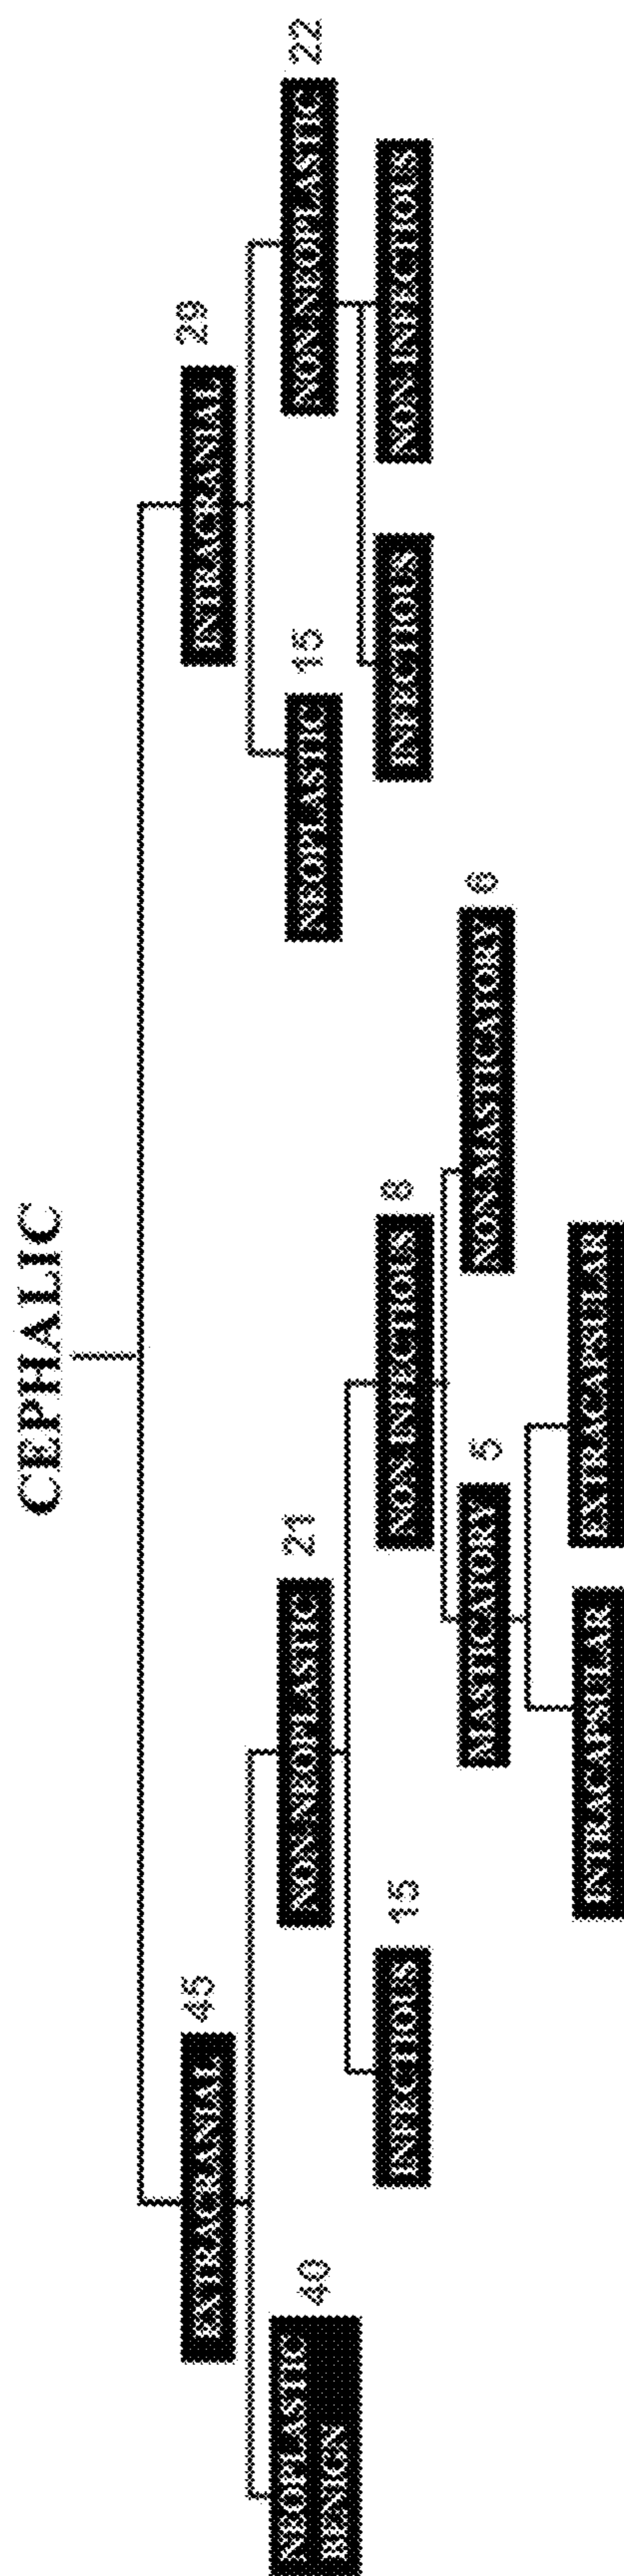 CEPHALIC
EXTRACRANIAL 45
INTRACRANIAL 29
NEOPLASTIC
BENIGN 40
NON-NEOPLASTIC 21
NEOPLASTIC 15
NON-NEOPLASTIC 22
INFECTIOUS 15
NON-INFECTIOUS 8
INFECTIOUS
NON-INFECTIOUS
MASTICATORY 5
NON-MASTICATORY 6
INTRACAPSULAR
EXTRACAPSULAR